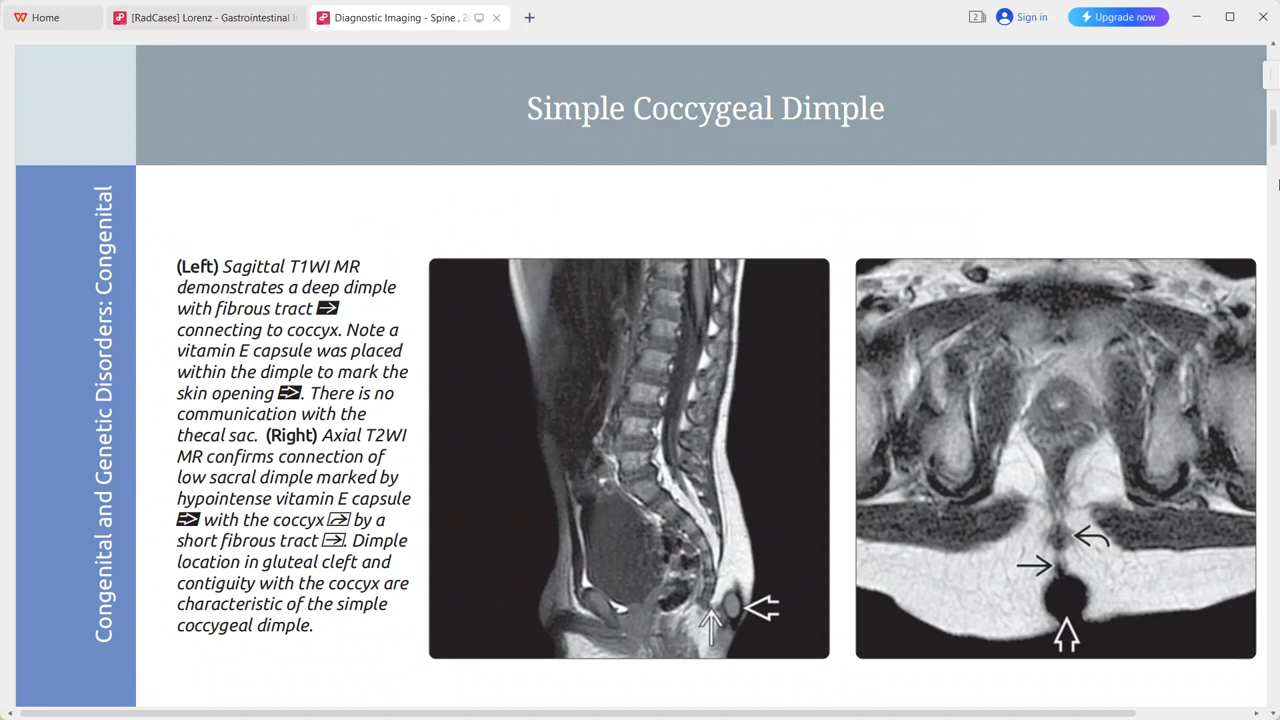 Home
[RadCases] Lorenz - Gastrointestinal I
Diagnostic Imaging - Spine , 2
2
Sign in
Upgrade now
Simple Coccygeal Dimple
Congenital and Genetic Disorders: Congenital
(Left) Sagittal T1WI MR
demonstrates a deep dimple
with fibrous tract
connecting to coccyx. Note a
vitamin E capsule was placed
within the dimple to mark the
skin opening . There is no
communication with the
thecal sac. (Right) Axial T2WI
MR confirms connection of
low sacral dimple marked by
hypointense vitamin E capsule
with the coccyx by a
short fibrous tract . Dimple
location in gluteal cleft and
contiguity with the coccyx are
characteristic of the simple
coccygeal dimple.